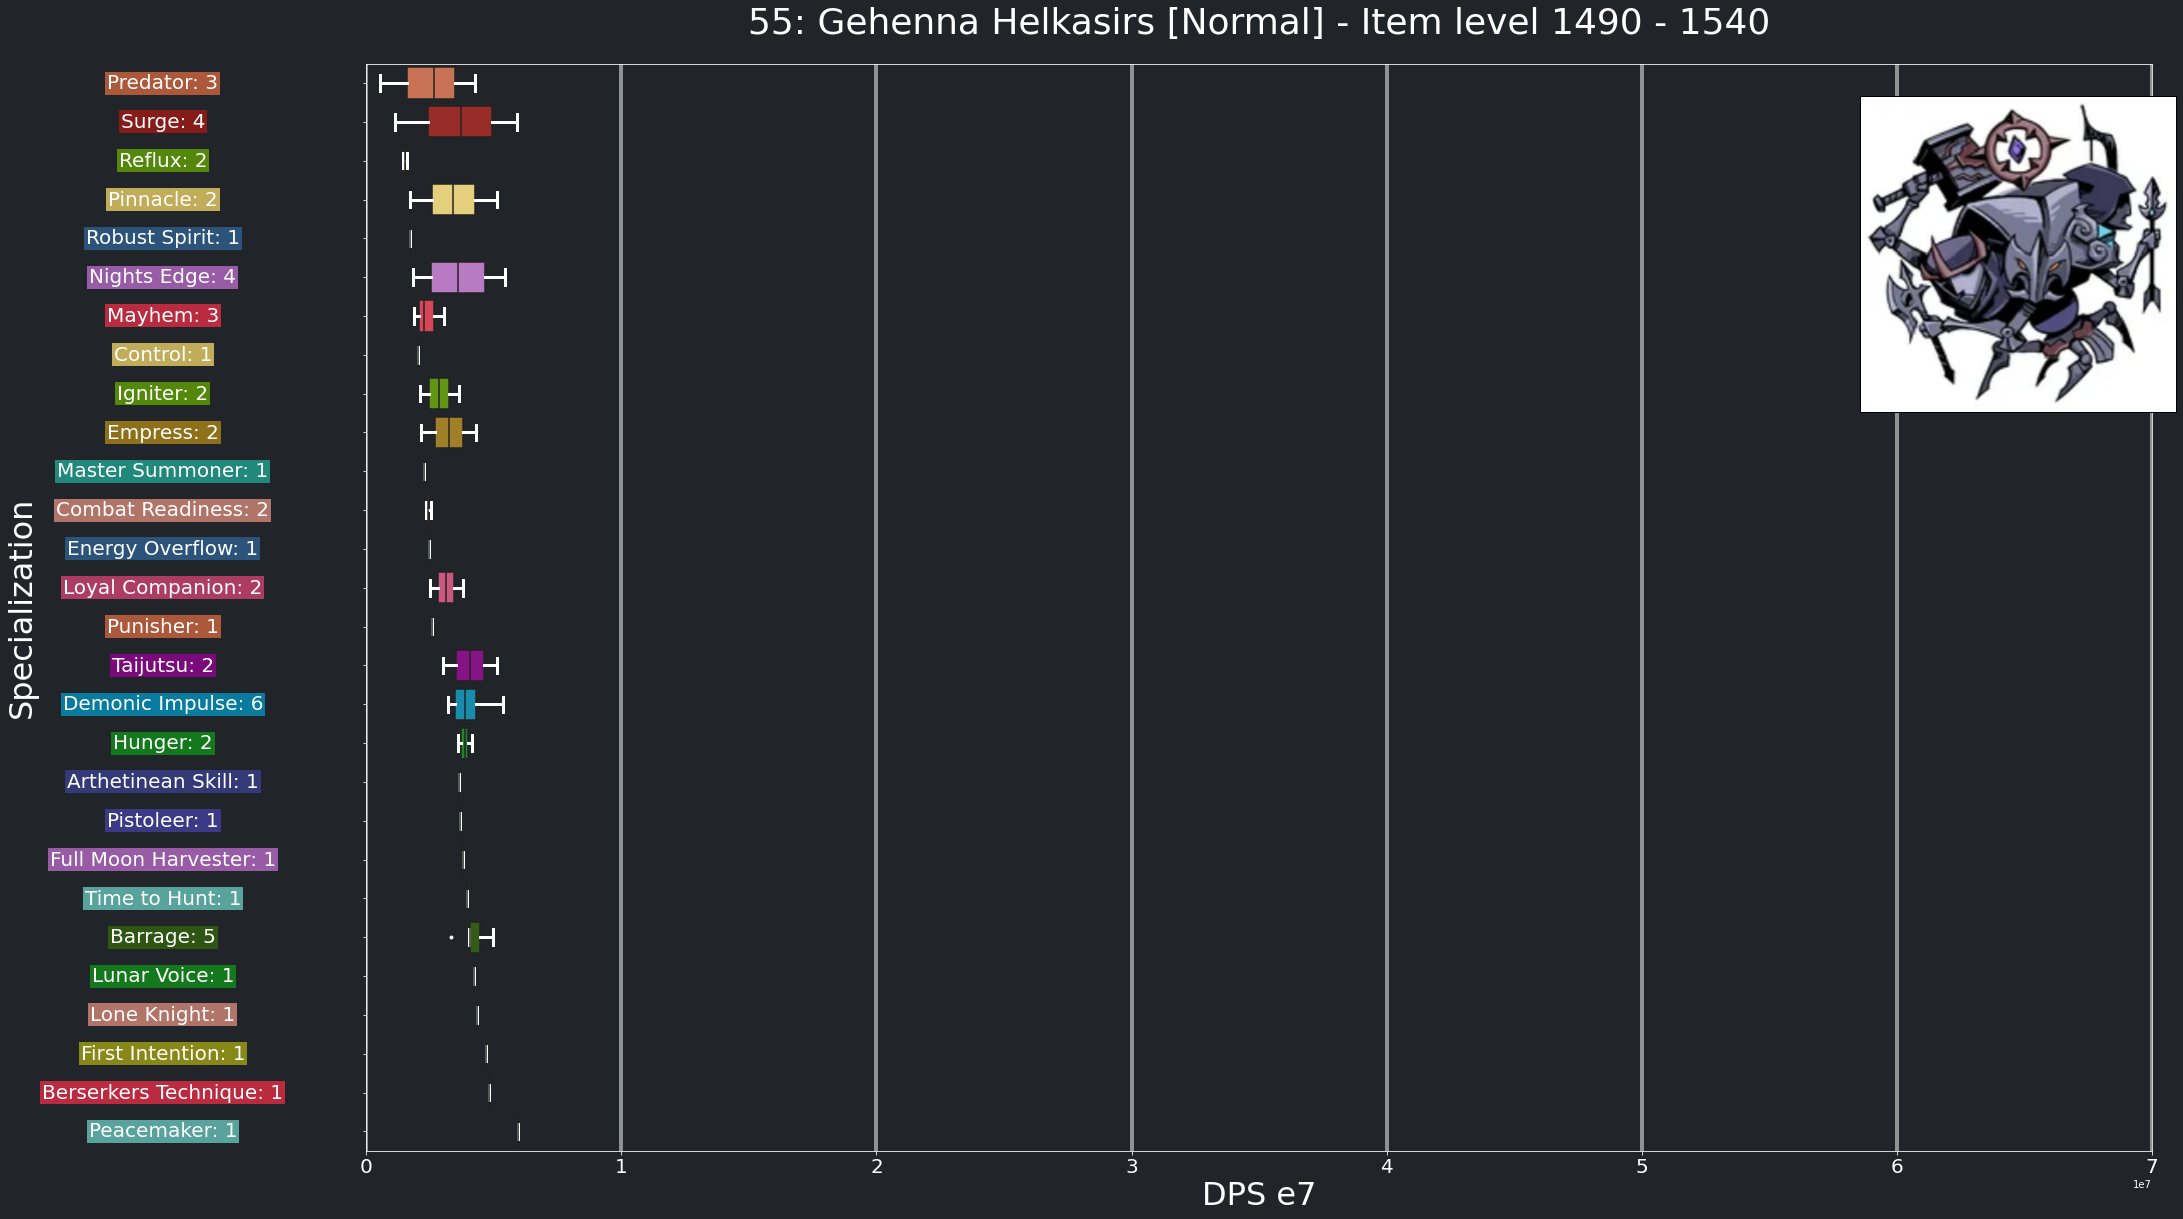 55: Gehenna Helkasirs [Normal] - Item level 1490 - 1540
Predator: 3
Surge: 4
Reflux: 2
Pinnacle: 2
Robust Spirit: 1
Nights Edge: 4
Mayhem: 3
Control: 1
Igniter: 2
Empress: 2
Master Summoner: 1
Combat Readiness: 2
Energy Overflow: 1
Loyal Companion: 2
Punisher: 1
Taijutsu: 2
Demonic Impulse: 6
Hunger: 2
Arthetinean Skill: 1
Pistoleer: 1
Full Moon Harvester: 1
Time to Hunt: 1
Barrage: 5
Lunar Voice: 1
Lone Knight: 1
First Intention: 1
Berserkers Technique: 1
Peacemaker: 1
Specialization
0 1 2 3 4 5 6 7
1e7
DPS e7